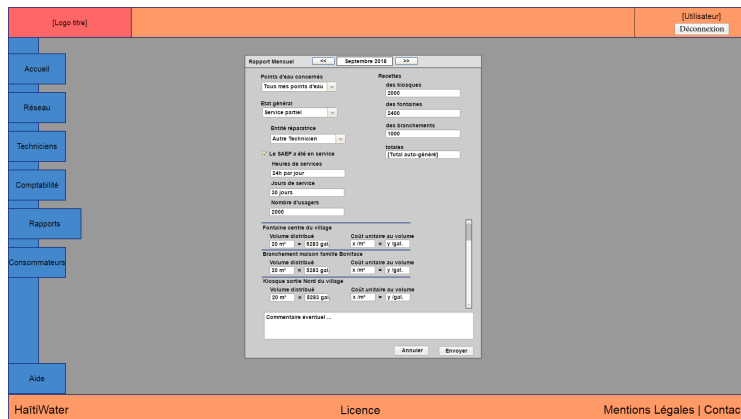 [Logo titre]
[Utilisateur]
Déconnexion
Accueil
Réseau
Techniciens
Comptabilité
Rapports
Consommateurs
Aide
Rapport Mensuel << Septembre 2018 >>
Points d'eau concernés
Tous mes points d'eau
Etat général
Service partiel
Entité réparatrice
Autre Technicien
Le SAEP a été en service
Heures de services
24h par jour
Jours de service
30 jours
Nombre d'usagers
2000
Recettes
des kiosques
2000
des fontaines
2400
des branchements
1000
totales
[Total auto-généré]
Fontaine centre du village
Volume distribué Coût unitaire au volume
20 m³ = 5283 gal. x /m³ = y /gal.
Branchement maison famille Boniface
Volume distribué Coût unitaire au volume
20 m³ = 5283 gal. x /m³ = y /gal.
Kiosque sortie Nord du village
Volume distribué Coût unitaire au volume
20 m³ = 5283 gal. x /m³ = y /gal.
Commentaire éventuel ...
Annuler Envoyer
HaïtiWater Licence Mentions Légales | Contac